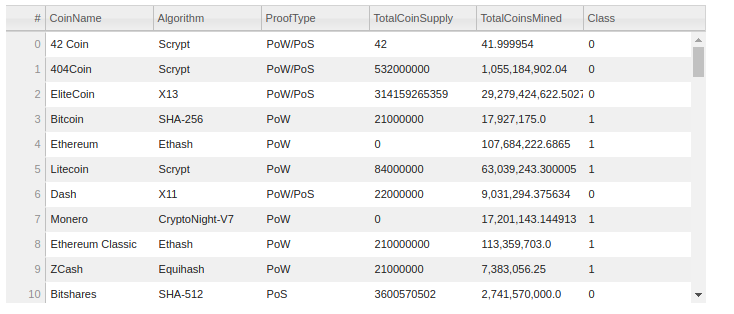 # CoinName Algorithm ProofType TotalCoinSupply TotalCoinsMined Class
0 42 Coin Scrypt PoW/PoS 42 41.999954 0
1 404Coin Scrypt PoW/PoS 532000000 1,055,184,902.04 0
2 EliteCoin X13 PoW/PoS 314159265359 29,279,424,622.5027 0
3 Bitcoin SHA-256 PoW 21000000 17,927,175.0 1
4 Ethereum Ethash PoW 0 107,684,222.6865 1
5 Litecoin Scrypt PoW 84000000 63,039,243.300005 1
6 Dash X11 PoW/PoS 22000000 9,031,294.375634 0
7 Monero CryptoNight-V7 PoW 0 17,201,143.144913 1
8 Ethereum Classic Ethash PoW 210000000 113,359,703.0 1
9 ZCash Equihash PoW 21000000 7,383,056.25 1
10 Bitshares SHA-512 PoS 3600570502 2,741,570,000.0 0